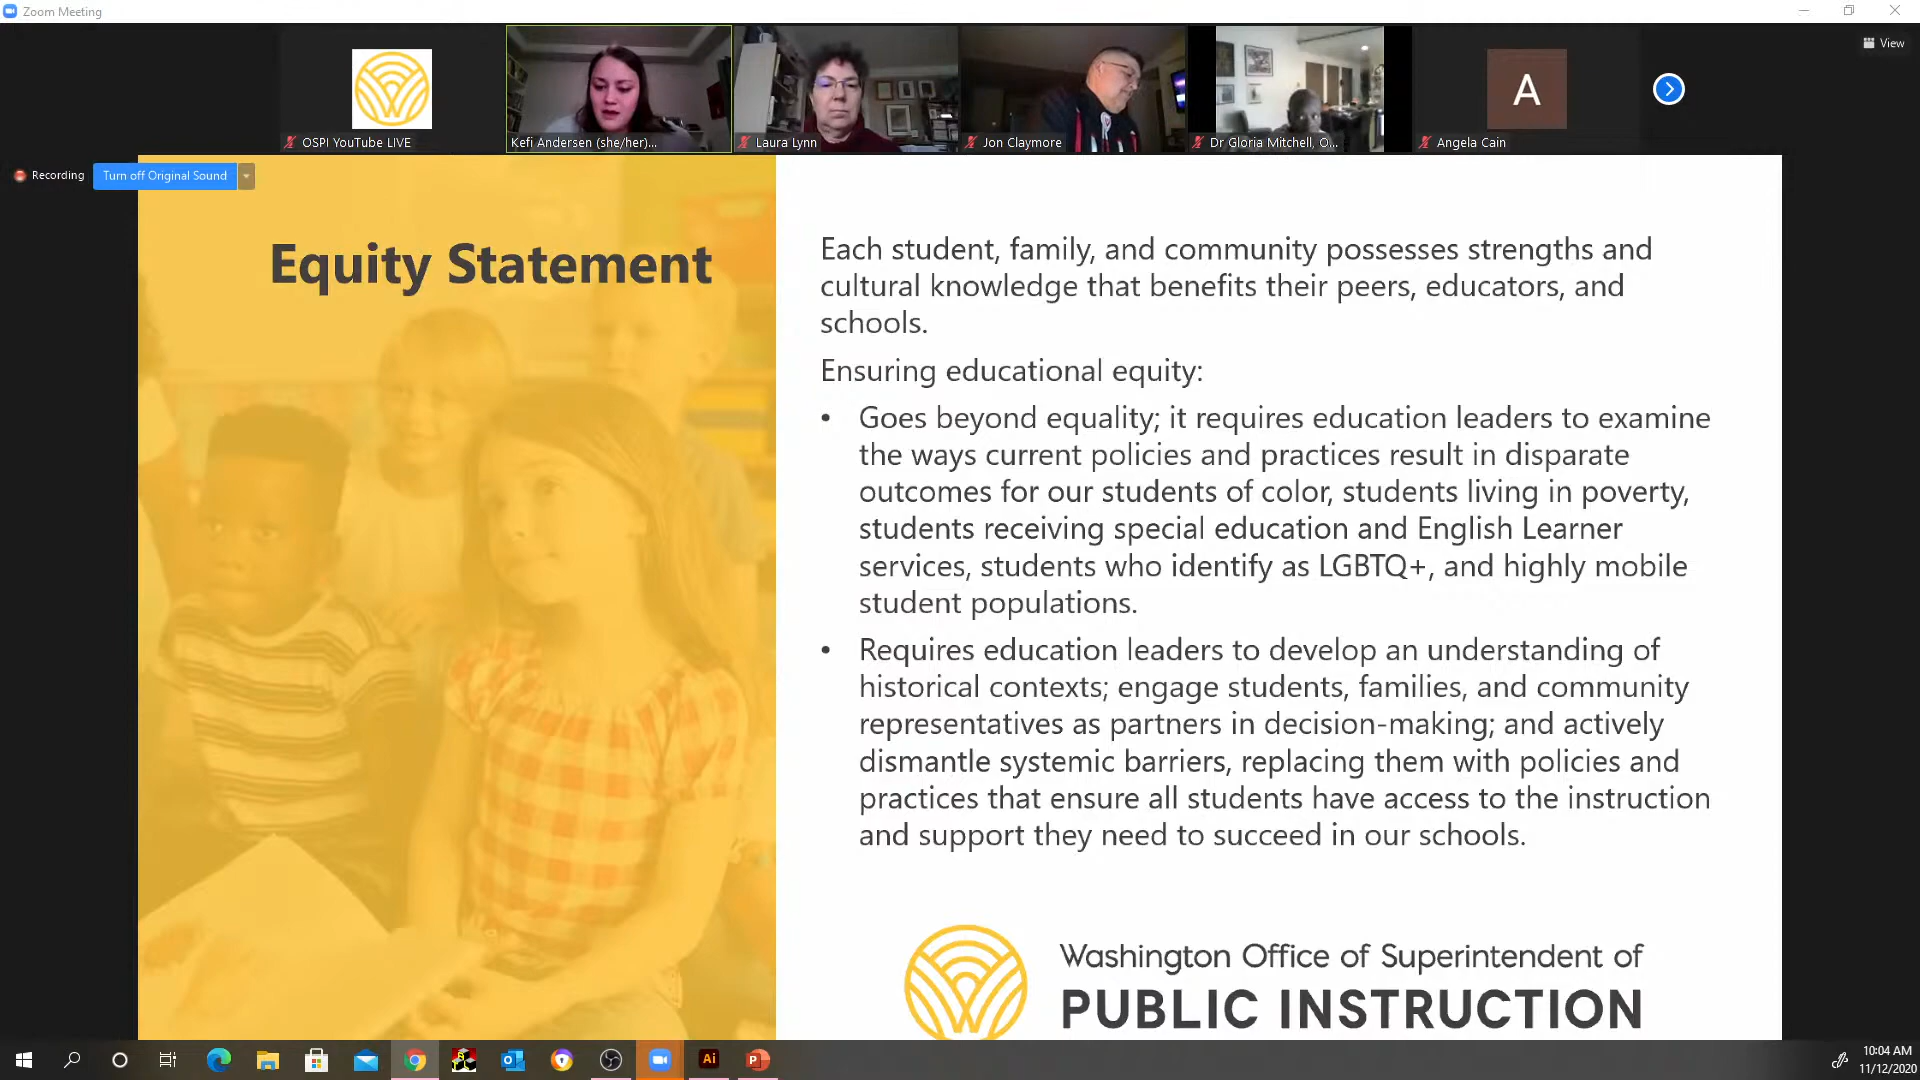 Zoom Meeting
View
OSPI YouTube LIVE
Kefi Andersen (she/her)...
Laura Lynn
Jon Claymore
Dr Gloria Mitchell, O...
A
Angela Cain
Recording
Turn off Original Sound
Equity Statement
Each student, family, and community possesses strengths and
cultural knowledge that benefits their peers, educators, and
schools.
Ensuring educational equity:
• Goes beyond equality; it requires education leaders to examine
the ways current policies and practices result in disparate
outcomes for our students of color, students living in poverty,
students receiving special education and English Learner
services, students who identify as LGBTQ+, and highly mobile
student populations.
• Requires education leaders to develop an understanding of
historical contexts; engage students, families, and community
representatives as partners in decision-making; and actively
dismantle systemic barriers, replacing them with policies and
practices that ensure all students have access to the instruction
and support they need to succeed in our schools.
Washington Office of Superintendent of
PUBLIC INSTRUCTION
Ai
P
10:04 AM
11/12/2020